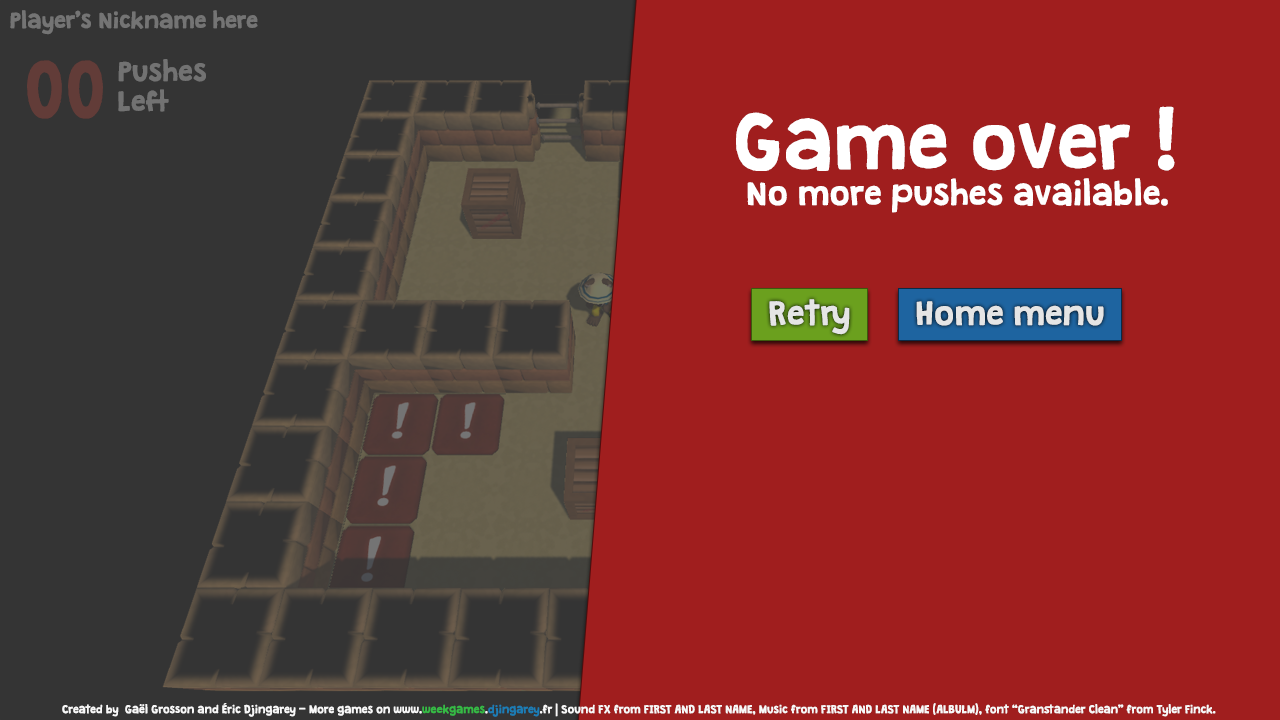 Player's Nickname here
00 Pushes
Left
Game over !
No more pushes available.
Retry
Home menu
!
!
!
!
Created by Gaël Grosson and Éric Djingarey – More games on www.weekgames.djingarey.fr | Sound FX from FIRST AND LAST NAME, Music from FIRST AND LAST NAME (ALBULM), font “Granstander Clean” from Tyler Finck.